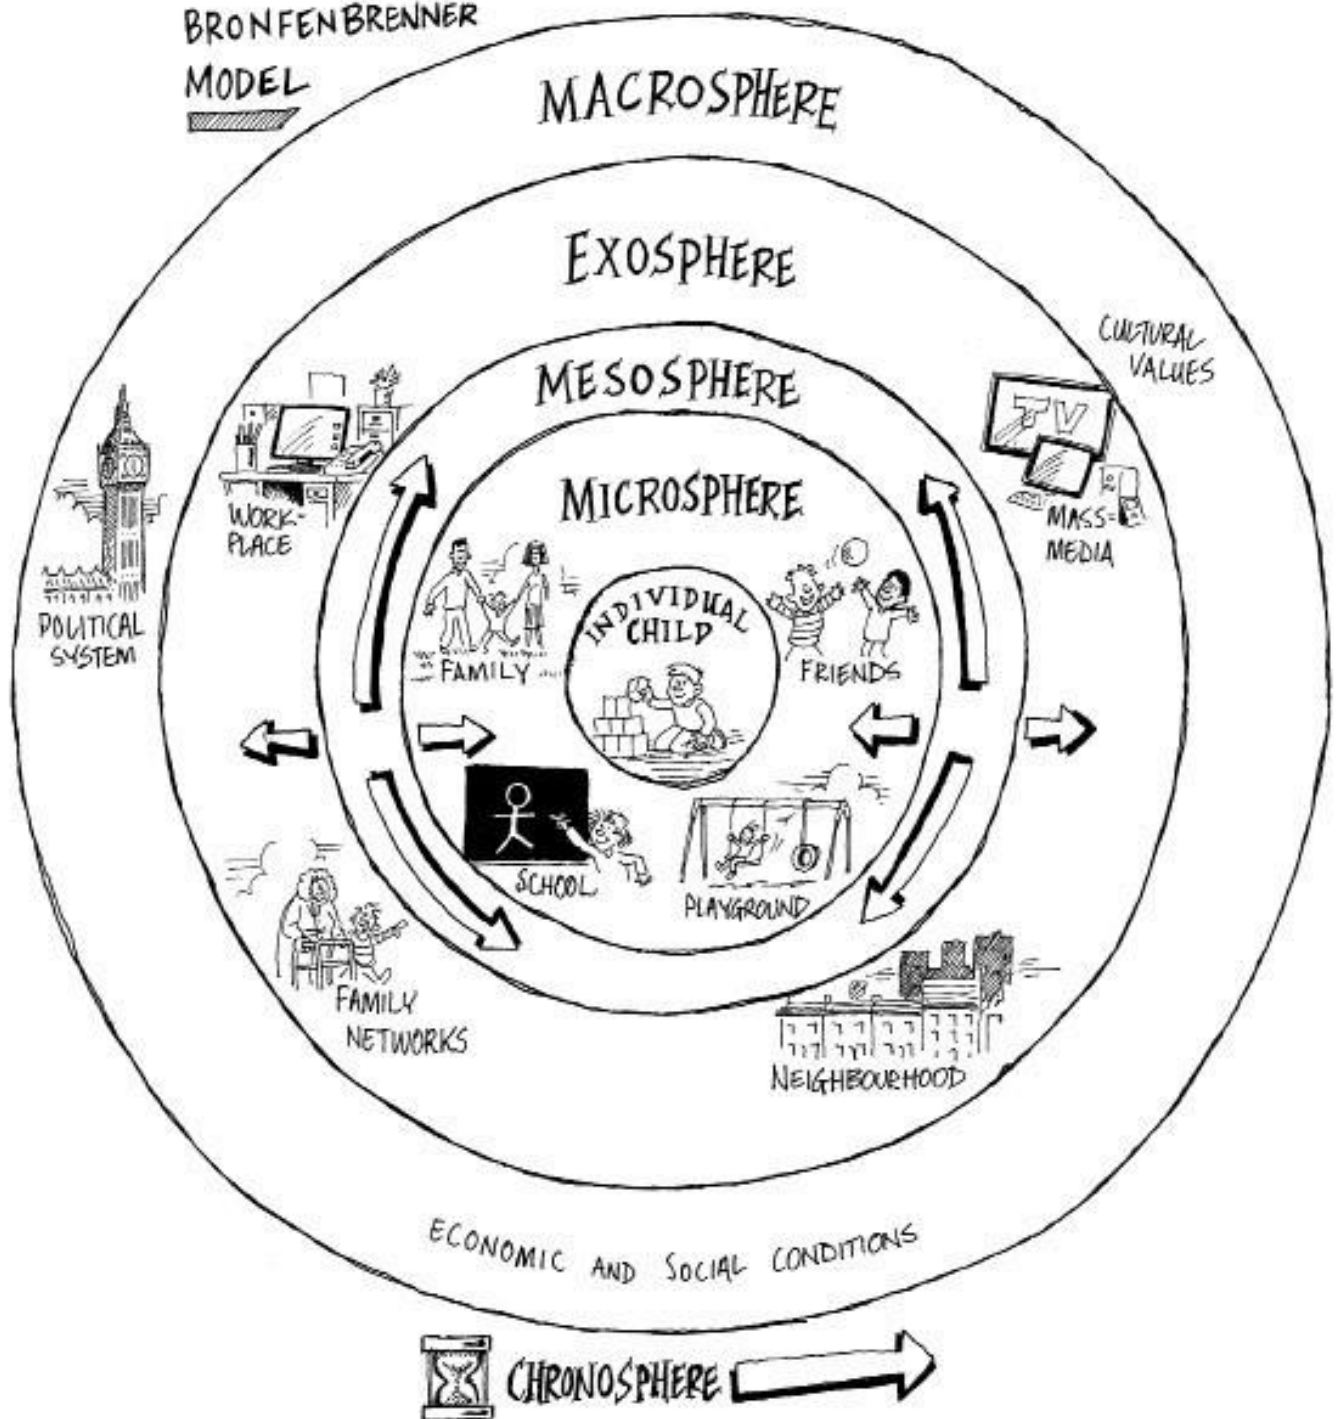 BRONFENBRENNER
MODEL
MACROSPHERE
EXOSPHERE
MESOSPHERE
MICROSPHERE
INDIVIDUAL
CHILD
CULTURAL
VALUES
TV
MASS-
MEDIA
WORK-
PLACE
POLITICAL
SYSTEM
FAMILY
FRIENDS
SCHOOL
PLAYGROUND
FAMILY
NETWORKS
NEIGHBOURHOOD
ECONOMIC AND SOCIAL CONDITIONS
CHRONOSPHERE